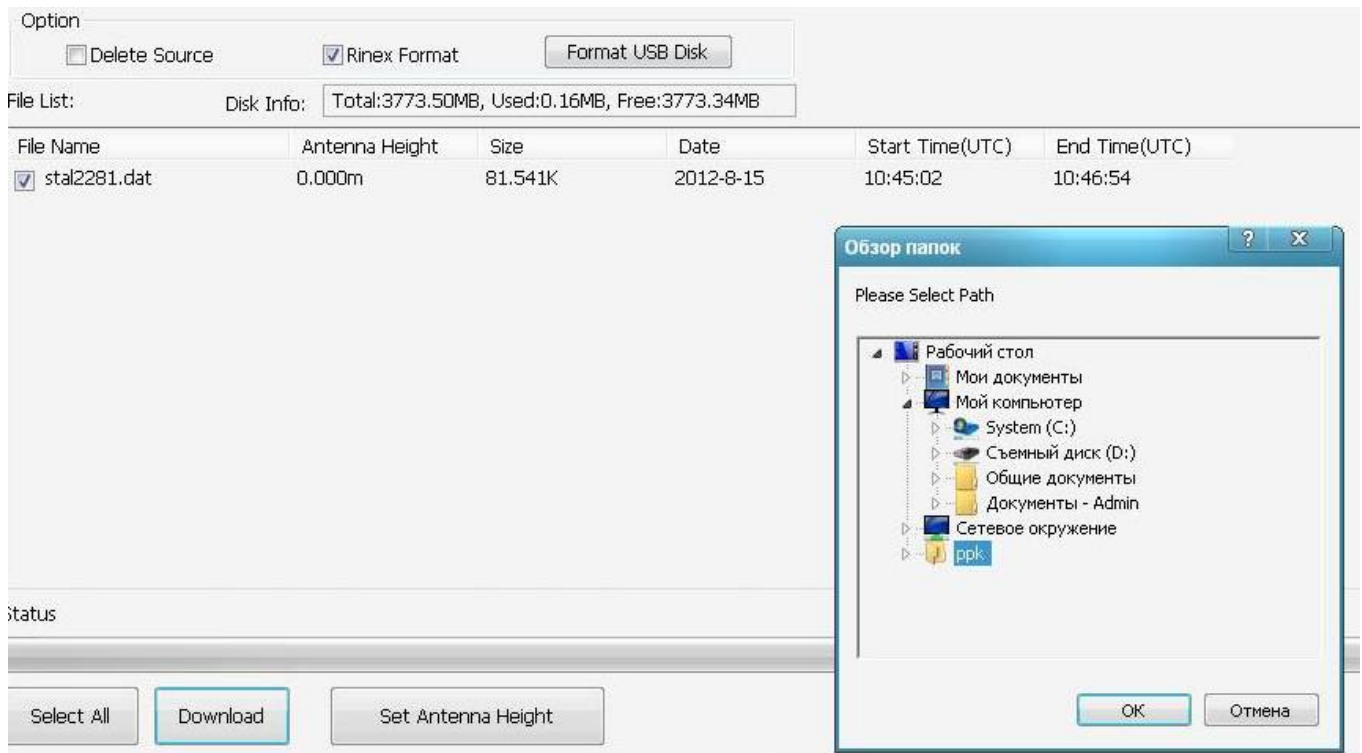 Option
Delete Source Rinex Format Format USB Disk
File List: Disk Info: Total:3773.50MB, Used:0.16MB, Free:3773.34MB
File Name Antenna Height Size Date Start Time(UTC) End Time(UTC)
stal2281.dat 0.000m 81.541K 2012-8-15 10:45:02 10:46:54
Обзор папок ? X
Please Select Path
Рабочий стол
Мои документы
Мой компьютер
System (C:)
Съемный диск (D:)
Общие документы
Документы - Admin
Сетевое окружение
ppk
Status
Select All Download Set Antenna Height
OK Отмена